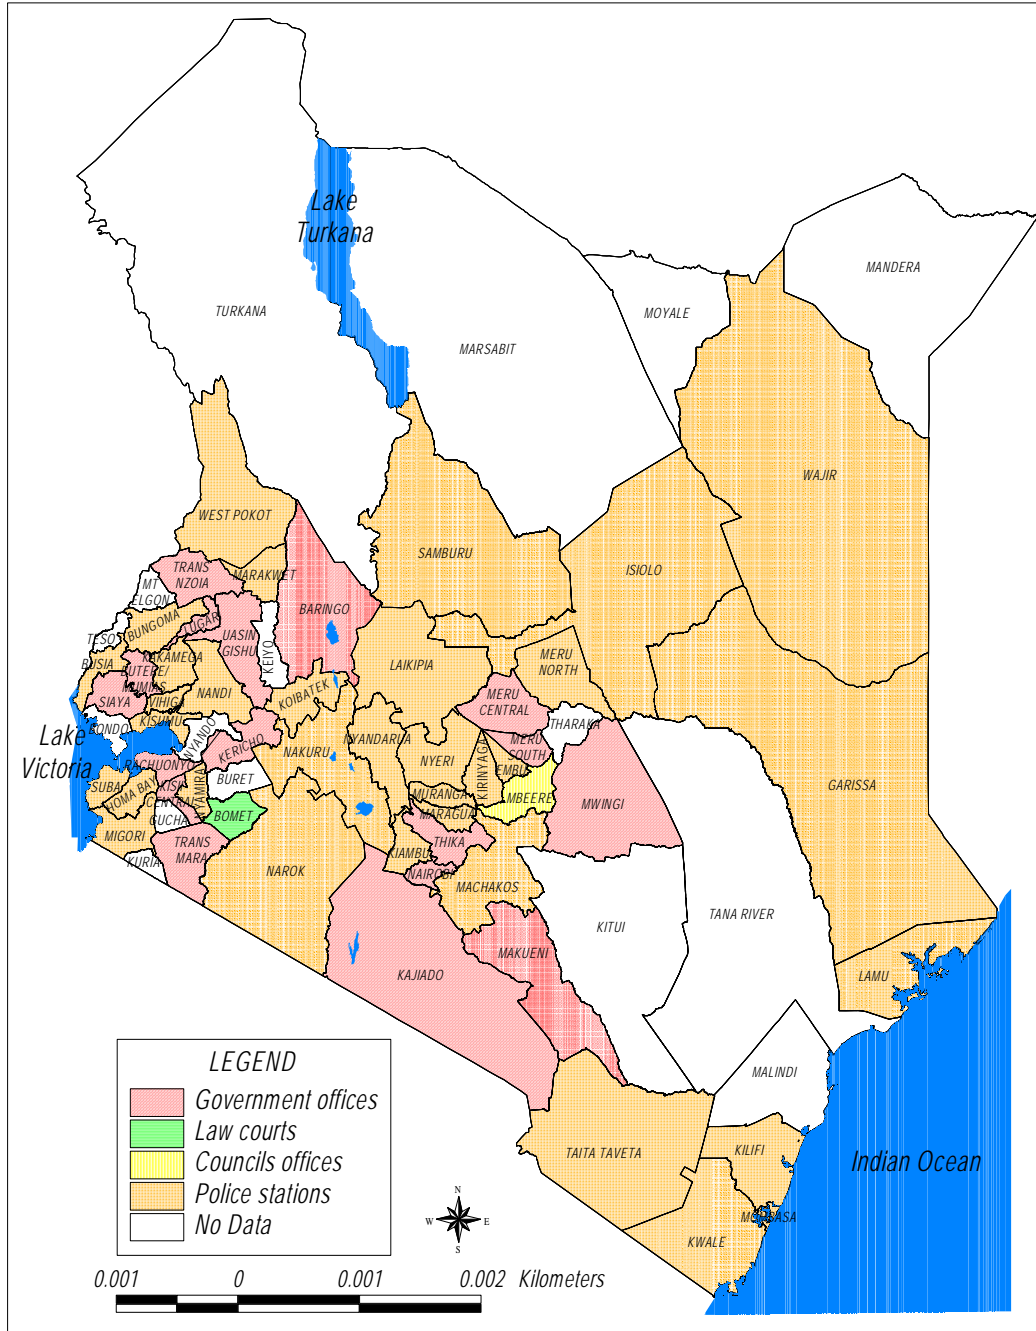 Lake
Turkana
MANDERA
TURKANA
MOYALE
MARSABIT
WAJIR
WEST POKOT
SAMBURU
ISIOLO
TRANS
NZOIA
MARAKWET
MT
ELGON
BARINGO
LUGARI
BUNGOMA
UASIN
GISHU
TESO
KEIYO
BUSIA
KAKAMEGA
BUTERE/
MUMIAS
LAIKIPIA
MERU
NORTH
SIAYA
VIHIGA
NANDI
KOIBATEK
MERU
CENTRAL
BONDO
KISUMU
THARAKA
Lake
Victoria
NYANDO
KERICHO
NAKURU
NYANDARUA
NYERI
KIRINYAGA
MERU
SOUTH
EMBU
RACHUONYO
SUBA
HOMA BAY
KISII
CENTRAL
NYAMIRA
BURET
MURANGA
MBEERE
MWINGI
GARISSA
GUCHA
BOMET
MARAGUA
MIGORI
TRANS
MARA
THIKA
KURIA
NAROK
KIAMBU
NAIROBI
MACHAKOS
KITUI
TANA RIVER
MAKUENI
KAJIADO
LAMU
MALINDI
TAITA TAVETA
KILIFI
Indian Ocean
MOMBASA
KWALE
LEGEND
Government offices
Law courts
Councils offices
Police stations
No Data
N
W
E
S
0.001 0 0.001 0.002 Kilometers